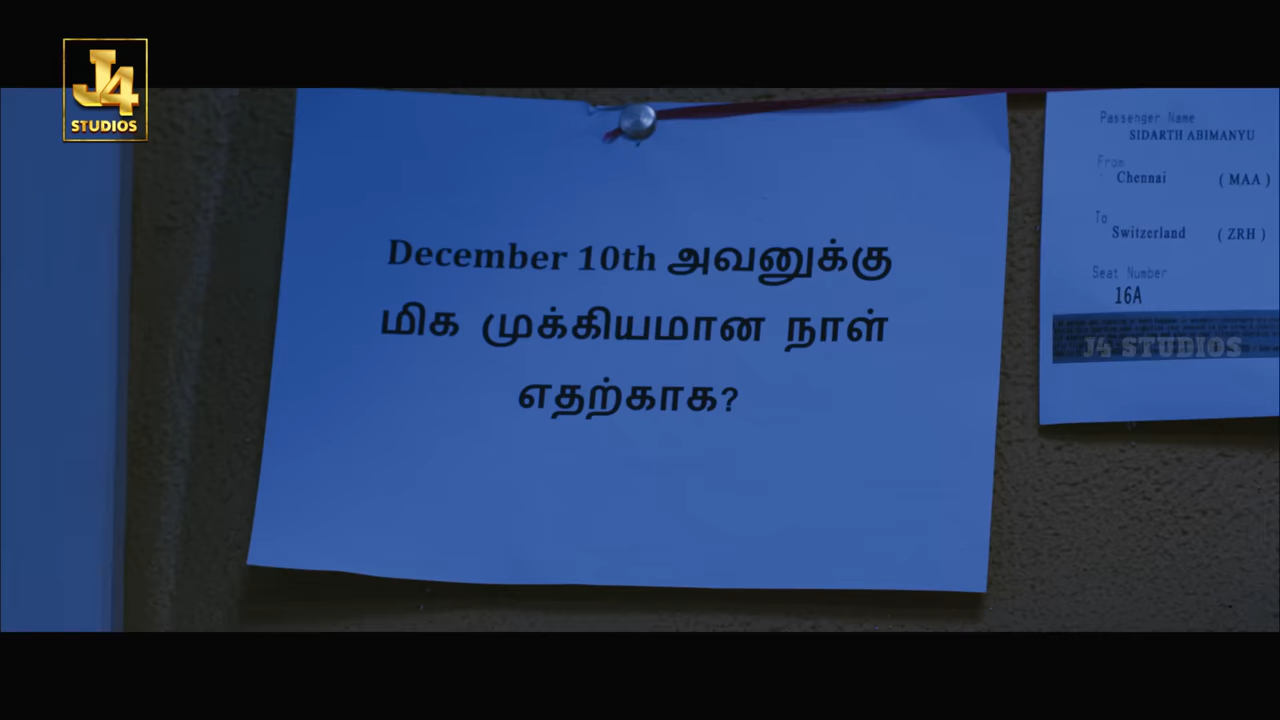 J4
STUDIOS
December 10th அவனுக்கு
மிக முக்கியமான நாள்
எதற்காக?
Passenger Name
SIDARTH ABIMANYU
From
Chennai (MAA)
To
Switzerland (ZRH)
Seat Number
16A
J4 STUDIOS